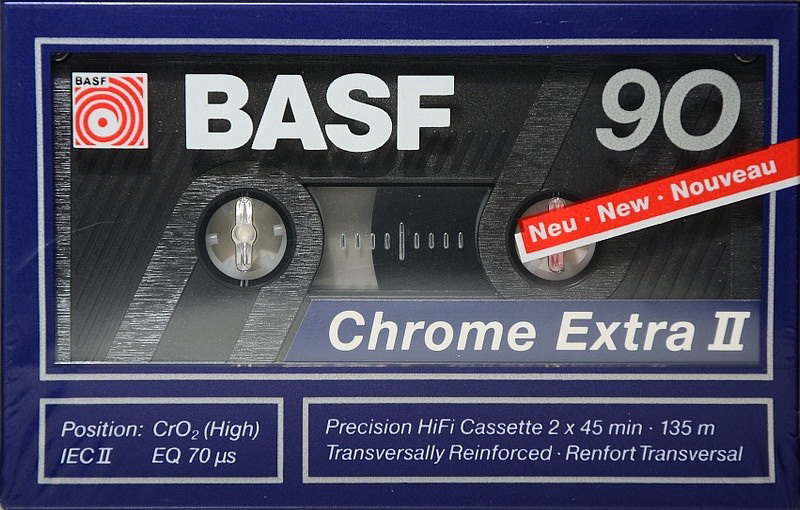 BASF
BASF
90
Neu · New · Nouveau
Chrome Extra II
Position: CrO₂ (High)
IEC II EQ 70 µs
Precision HiFi Cassette 2 x 45 min · 135 m
Transversally Reinforced · Renfort Transversal